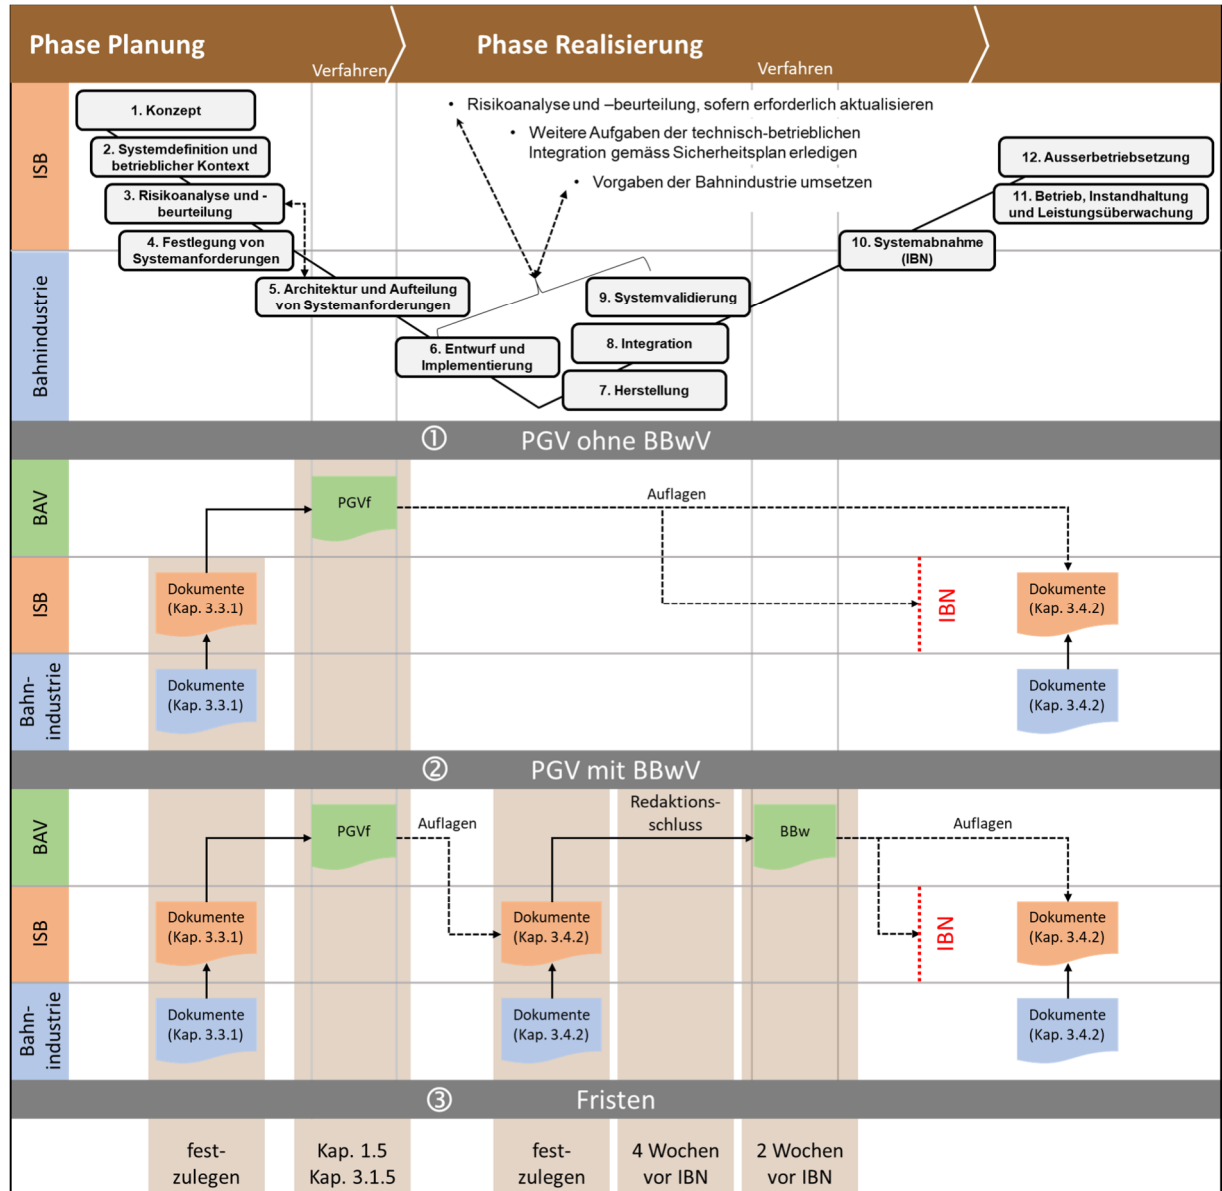 Phase Planung
Verfahren
Phase Realisierung
Verfahren
ISB
Bahnindustrie
1. Konzept
2. Systemdefinition und
betrieblicher Kontext
3. Risikoanalyse und -
beurteilung
4. Festlegung von
Systemanforderungen
5. Architektur und Aufteilung
von Systemanforderungen
6. Entwurf und
Implementierung
7. Herstellung
8. Integration
9. Systemvalidierung
10. Systemabnahme
(IBN)
11. Betrieb, Instandhaltung
und Leistungsüberwachung
12. Ausserbetriebsetzung
• Risikoanalyse und –beurteilung, sofern erforderlich aktualisieren
• Weitere Aufgaben der technisch-betrieblichen
Integration gemäss Sicherheitsplan erledigen
• Vorgaben der Bahnindustrie umsetzen
① PGV ohne BBwV
BAV
ISB
Bahn-
industrie
PGVf
Auflagen
Dokumente
(Kap. 3.3.1)
IBN
Dokumente
(Kap. 3.4.2)
Dokumente
(Kap. 3.3.1)
Dokumente
(Kap. 3.4.2)
② PGV mit BBwV
BAV
ISB
Bahn-
industrie
PGVf
Auflagen
Redaktions-
schluss
BBw
Auflagen
Dokumente
(Kap. 3.3.1)
Dokumente
(Kap. 3.4.2)
IBN
Dokumente
(Kap. 3.4.2)
Dokumente
(Kap. 3.3.1)
Dokumente
(Kap. 3.4.2)
Dokumente
(Kap. 3.4.2)
③ Fristen
fest-
zulegen
Kap. 1.5
Kap. 3.1.5
fest-
zulegen
4 Wochen
vor IBN
2 Wochen
vor IBN